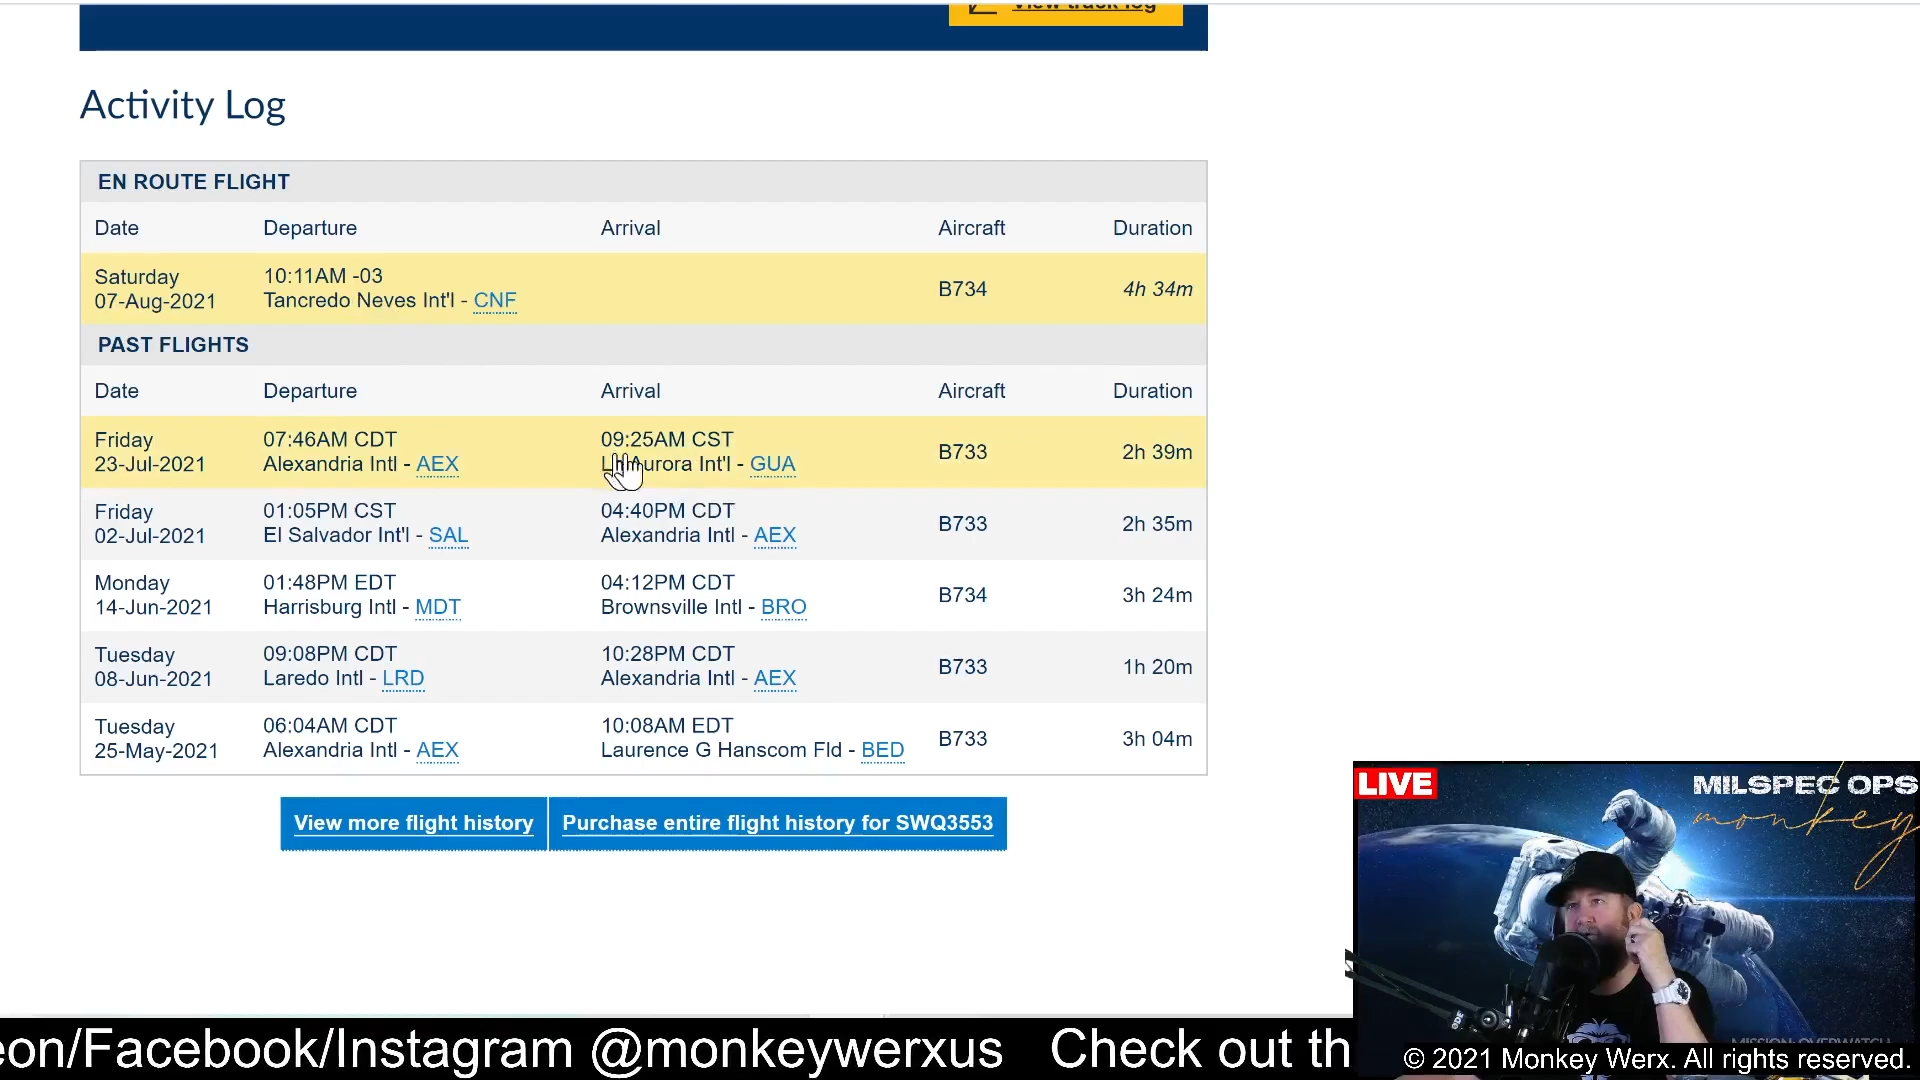 View track log
Activity Log
EN ROUTE FLIGHT
Date Departure Arrival Aircraft Duration
Saturday 10:11AM -03
07-Aug-2021 Tancredo Neves Int'l - CNF B734 4h 34m
PAST FLIGHTS
Date Departure Arrival Aircraft Duration
Friday 07:46AM CDT 09:25AM CST
23-Jul-2021 Alexandria Intl - AEX Aurora Int'l - GUA B733 2h 39m
Friday 01:05PM CST 04:40PM CDT
02-Jul-2021 El Salvador Int'l - SAL Alexandria Intl - AEX B733 2h 35m
Monday 01:48PM EDT 04:12PM CDT
14-Jun-2021 Harrisburg Intl - MDT Brownsville Intl - BRO B734 3h 24m
Tuesday 09:08PM CDT 10:28PM CDT
08-Jun-2021 Laredo Intl - LRD Alexandria Intl - AEX B733 1h 20m
Tuesday 06:04AM CDT 10:08AM EDT
25-May-2021 Alexandria Intl - AEX Laurence G Hanscom Fld - BED B733 3h 04m
View more flight history Purchase entire flight history for SWQ3553
LIVE
MILSPEC OPS
monkey
MISSION: OVERWATCH
eon/Facebook/Instagram @monkeywerxus Check out th
© 2021 Monkey Werx. All rights reserved.